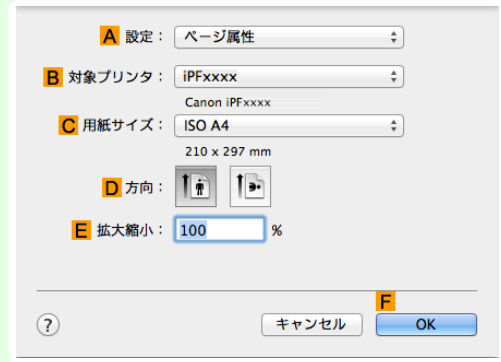 A 設定： ページ属性
B 対象プリンタ： iPFxxxx
Canon iPFxxxx
C 用紙サイズ： ISO A4
210 x 297 mm
D 方向：
E 拡大縮小： 100 %
F
? キャンセル OK